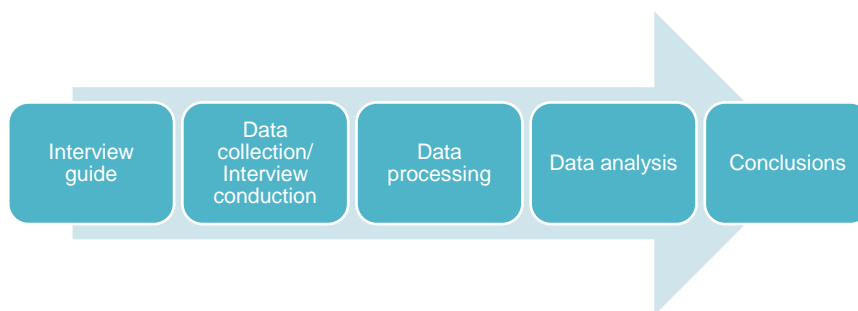 Interview
guide
Data
collection/
Interview
conduction
Data
processing
Data analysis
Conclusions